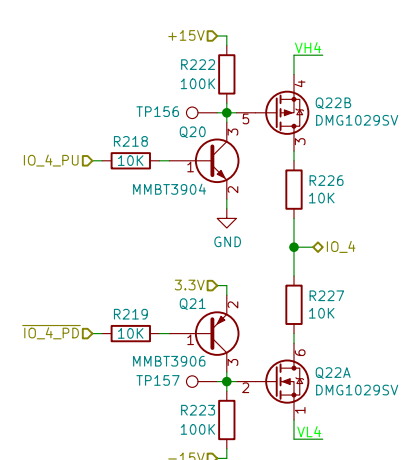 +15V
VH4
R222
100K
4
TP156
5
Q22B
DMG1029SV
Q20
3
3
R218
IO_4_PU
10K
1
MMBT3904
2
R226
10K
GND
IO_4
3.3V
R227
10K
Q21
2
R219
IO_4_PD
10K
1
MMBT3906
3
6
TP157
2
Q22A
DMG1029SV
R223
100K
1
VL4
-15V